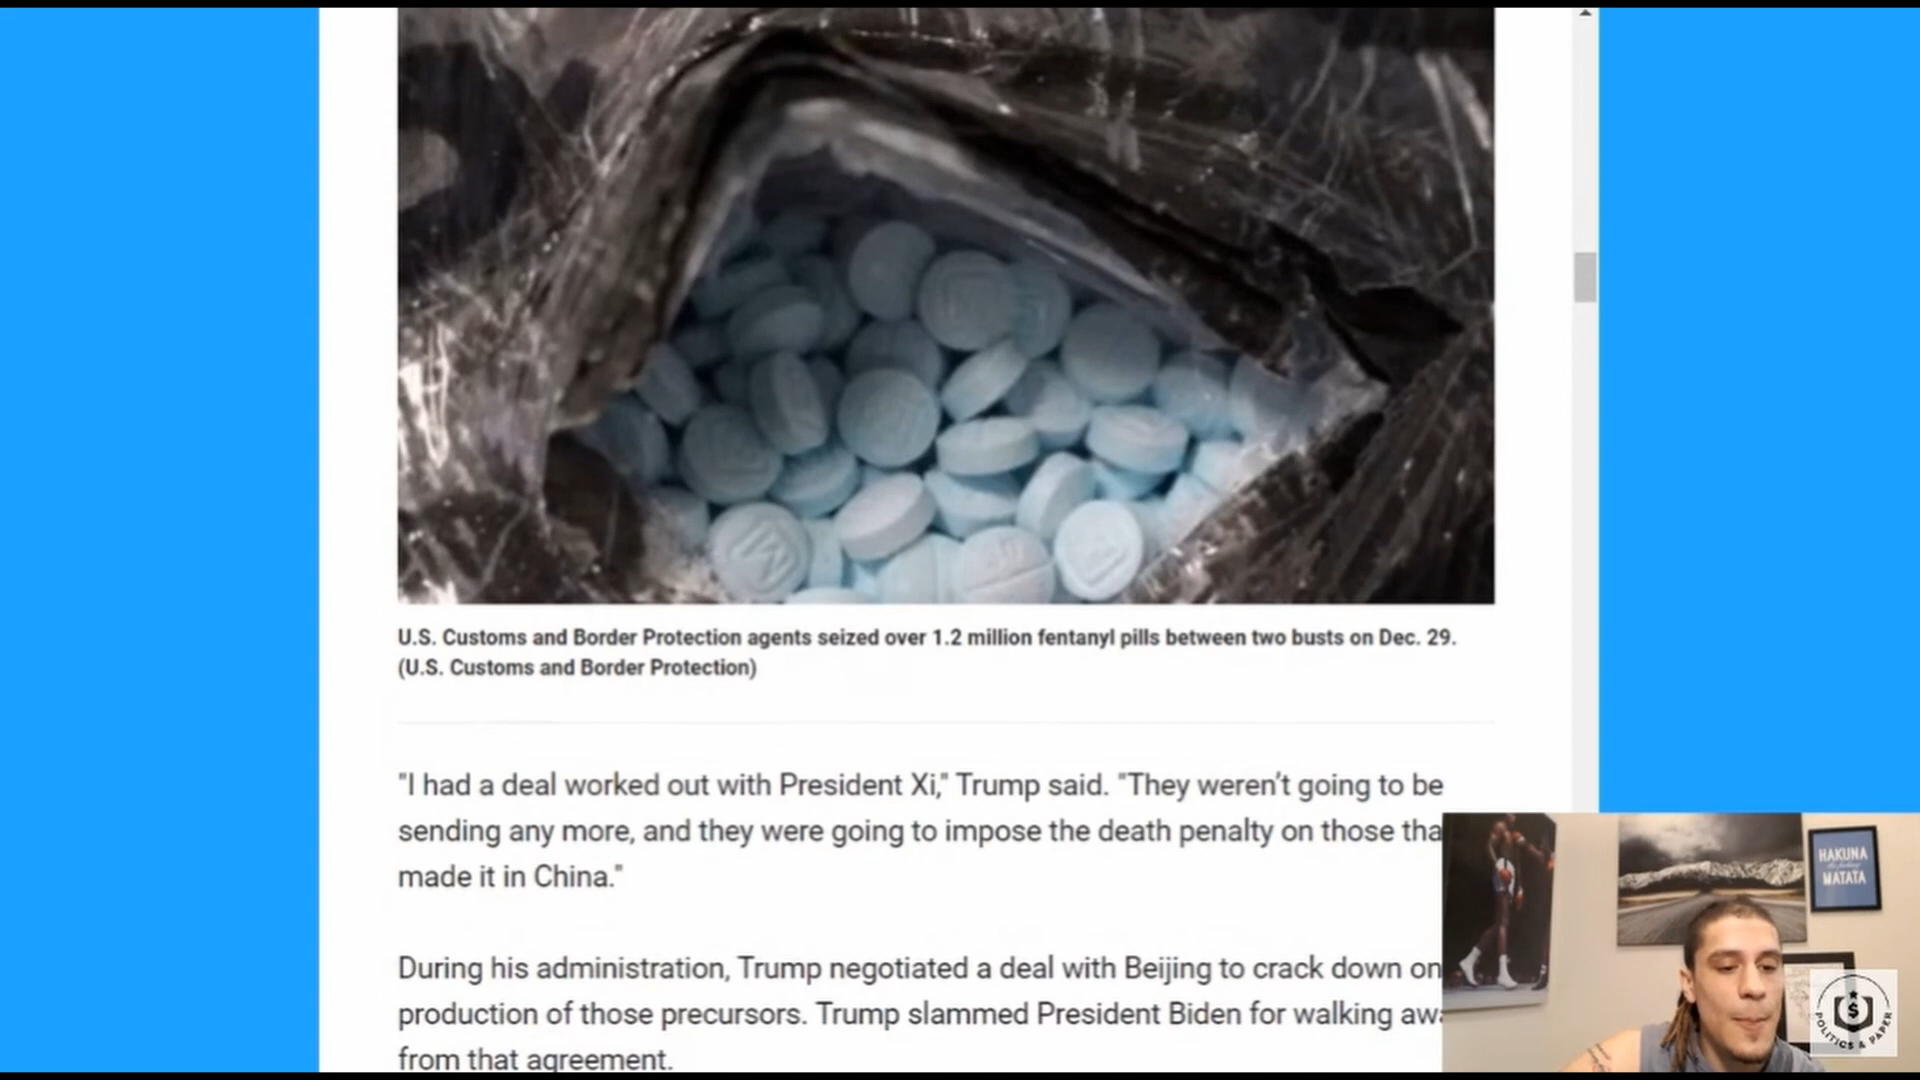 U.S. Customs and Border Protection agents seized over 1.2 million fentanyl pills between two busts on Dec. 29.
(U.S. Customs and Border Protection)
"I had a deal worked out with President Xi," Trump said. "They weren't going to be
sending any more, and they were going to impose the death penalty on those tha
made it in China."
During his administration, Trump negotiated a deal with Beijing to crack down on
production of those precursors. Trump slammed President Biden for walking awa
from that agreement.
HAKUNA
MATATA
POLITICS & PAPER
$
M